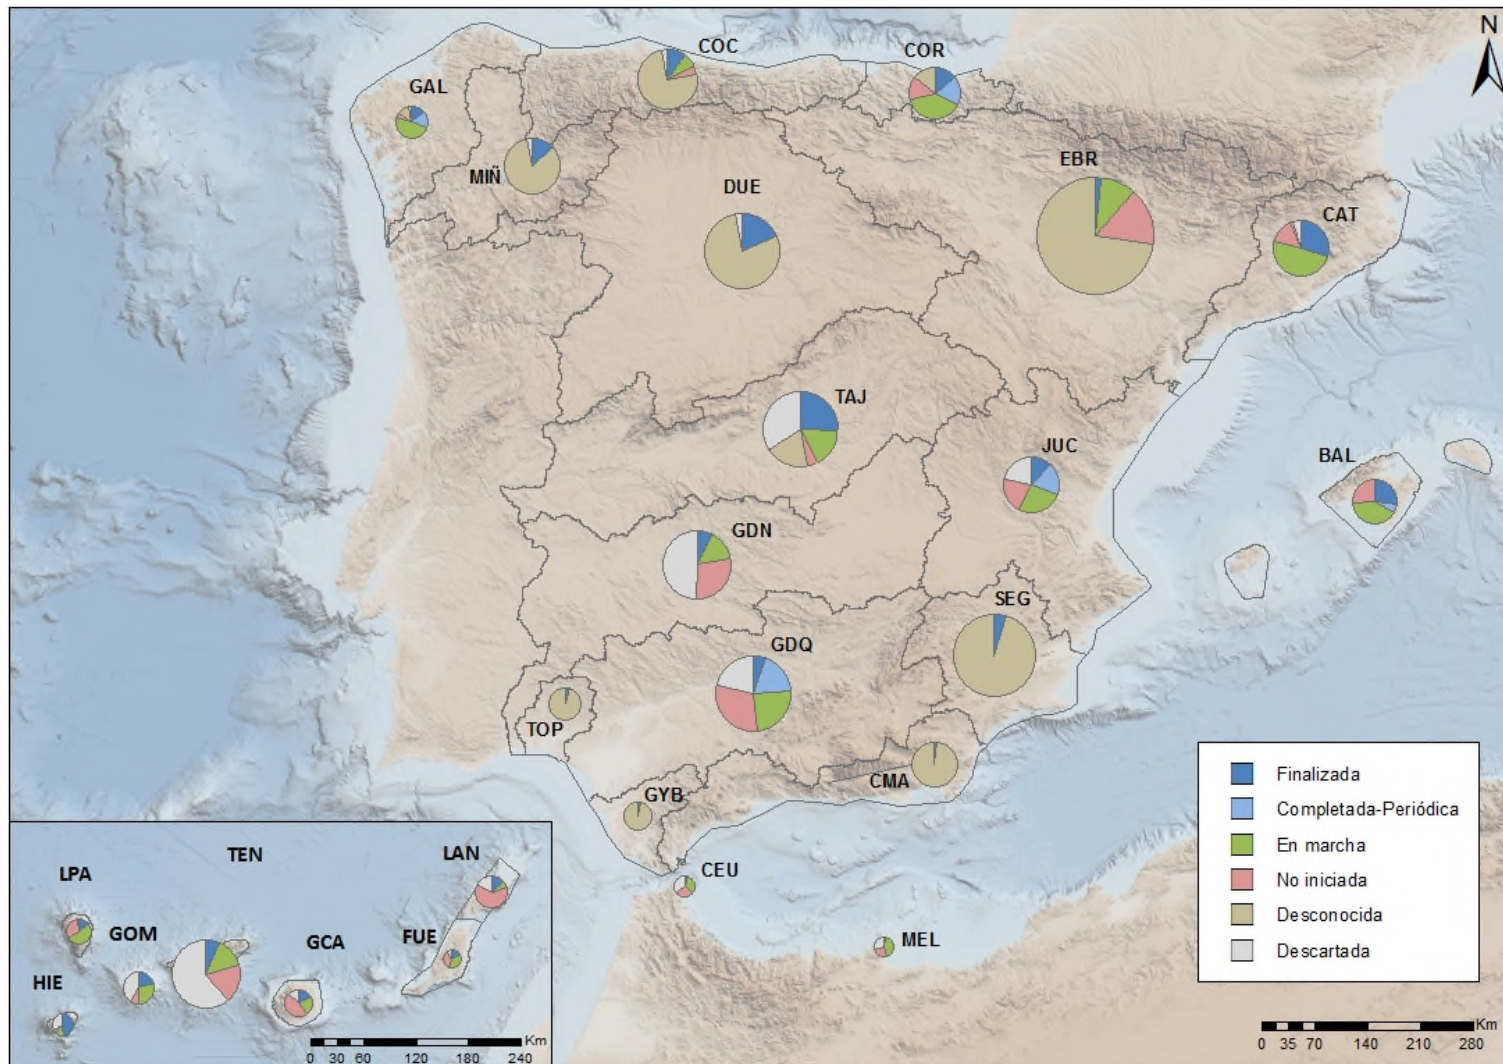 N
COC
COR
GAL
EBR
MIÑ
DUE
CAT
TAJ
JUC
BAL
GDN
SEG
GDQ
TOP
CMA
GYB
CEU
MEL
Finalizada
Completada-Periódica
En marcha
No iniciada
Desconocida
Descartada
Km
0 35 70 140 210 280
TEN
LAN
LPA
GOM
GCA
FUE
HIE
Km
0 30 60 120 180 240